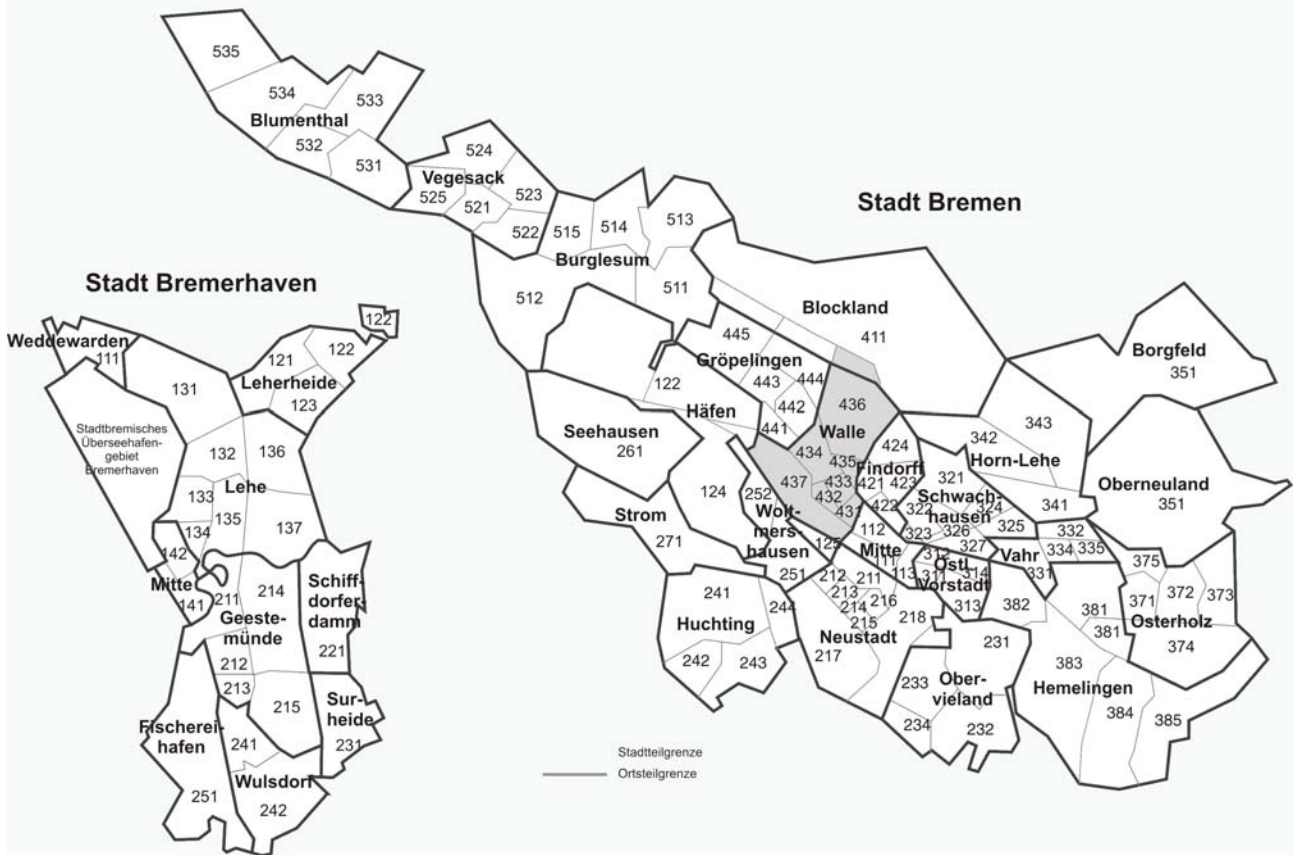 535
534
533
Blumenthal
532
531
524
Vegesack
525
521
523
522
515
514
513
Burglesum
512
511
Stadt Bremen
Stadt Bremerhaven
Weddewarden
111
122
121
122
Leherheide
123
131
Stadtbremisches
Überseehafen-
gebiet
Bremerhaven
132
136
Lehe
133
135
134
137
142
Mitte
141
211
214
Geeste-
münde
Schiff-
dorfer-
damm
221
212
213
215
Sur-
heide
231
Fischerei-
hafen
241
Wulsdorf
251
242
Blockland
411
445
Gröpelingen
443
444
442
441
122
Häfen
Seehausen
261
Strom
271
124
252
Wolt-
mers-
hausen
125
251
436
Walle
434
435
433
437
432
431
424
Findorff
421
423
422
112
Mitte
111
113
Borgfeld
351
343
342
Horn-Lehe
341
Oberneuland
351
321
Schwach-
hausen
322
324
325
323
326
327
332
334
335
Vahr
331
312
Östl.
311
314
Vorstadt
313
375
371
372
373
Osterholz
374
241
Huchting
244
242
243
212
211
213
216
214
215
218
Neustadt
217
231
233
Ober-
vieland
234
232
382
381
381
383
Hemelingen
384
385
Stadtteilgrenze
Ortsteilgrenze